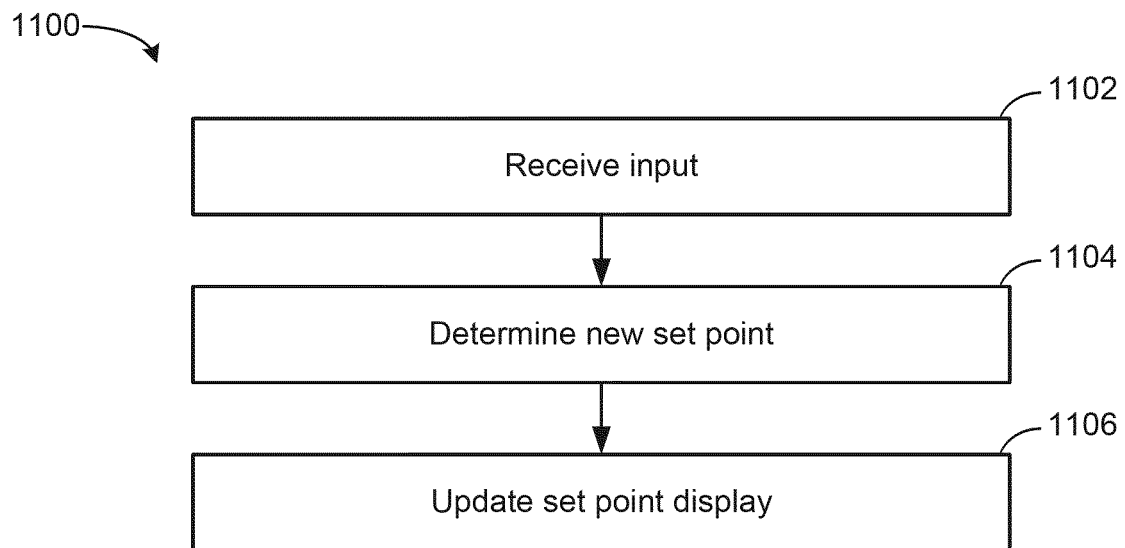 1100
1102
Receive input
1104
Determine new set point
1106
Update set point display